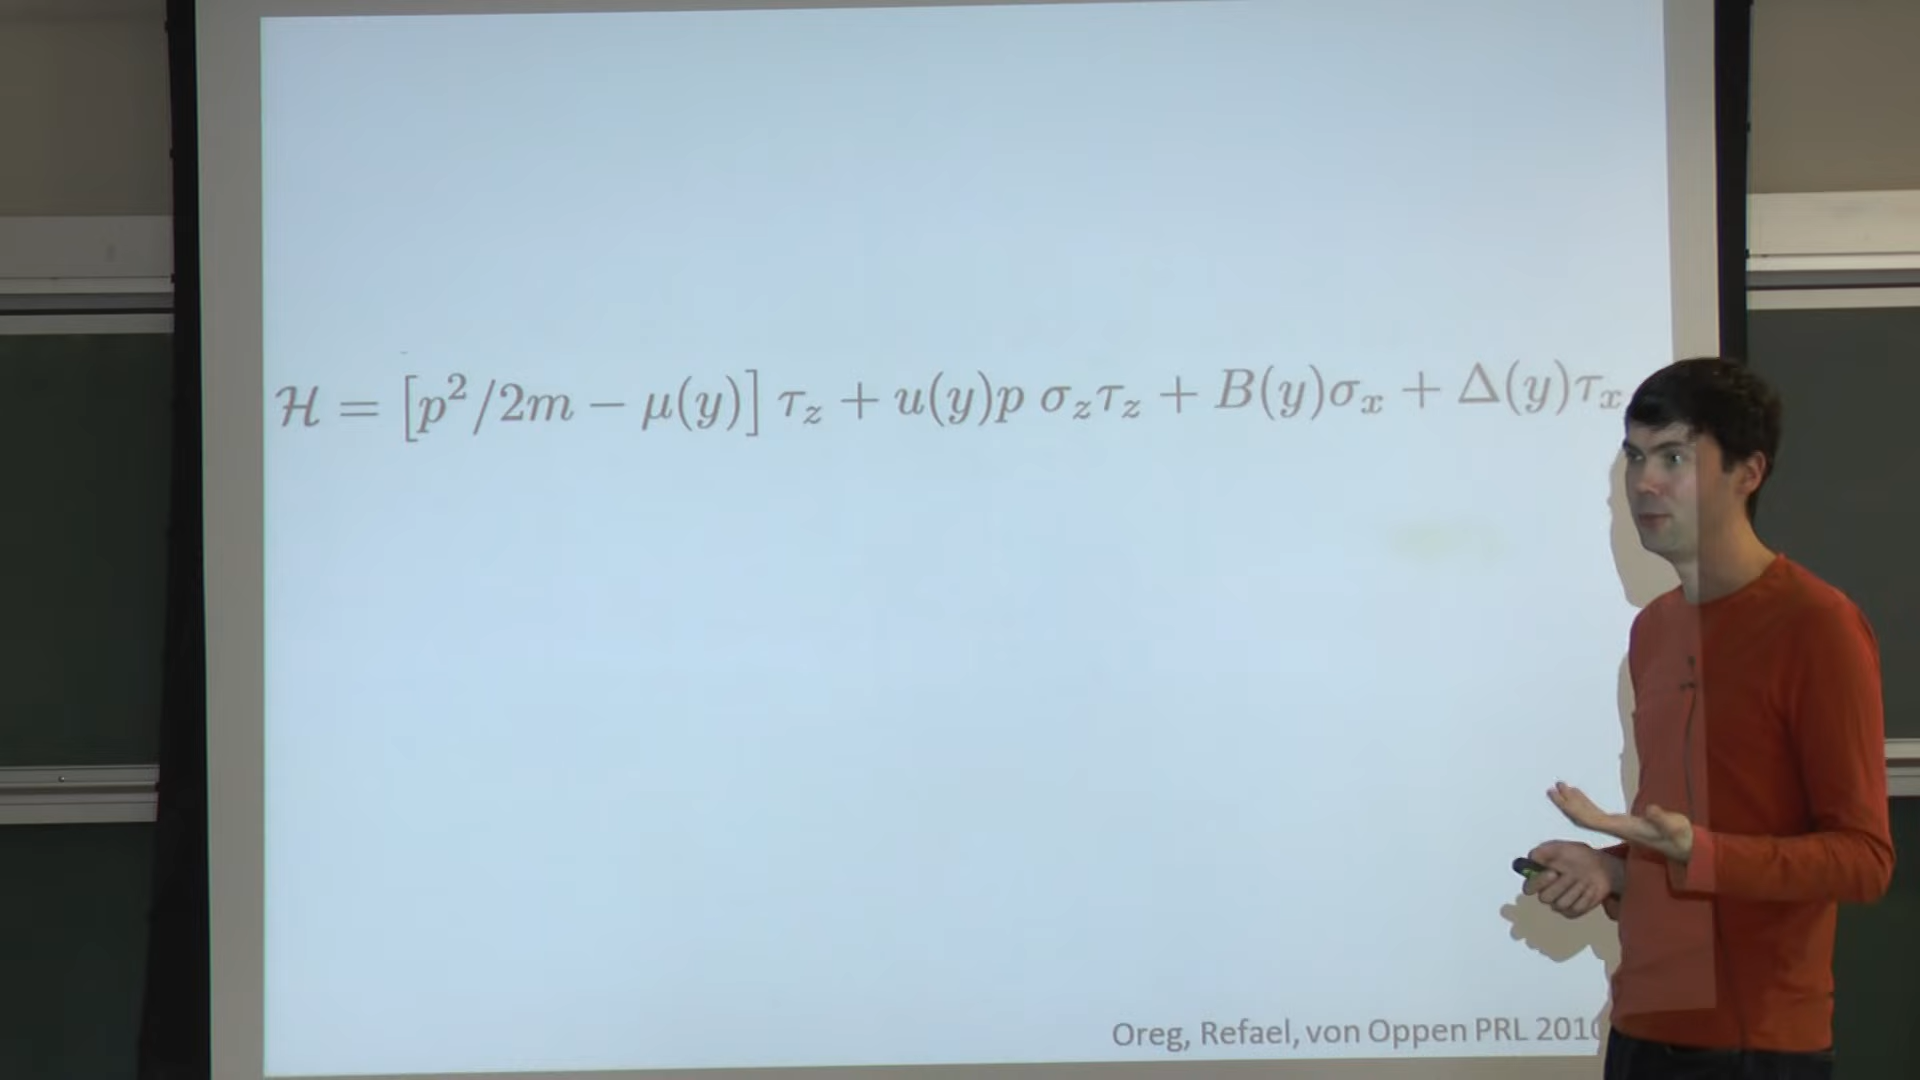 ℋ = [p²/2m − μ(y)] τ_z + u(y)p σ_zτ_z + B(y)σ_x + Δ(y)τ_x
Oreg, Refael, von Oppen PRL 2010